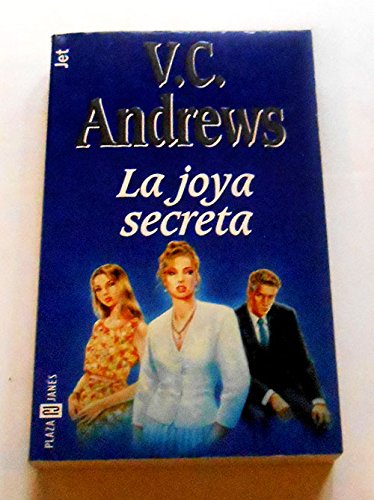 Jet
V.C.
Andrews
La joya
secreta
PLAZA JANES